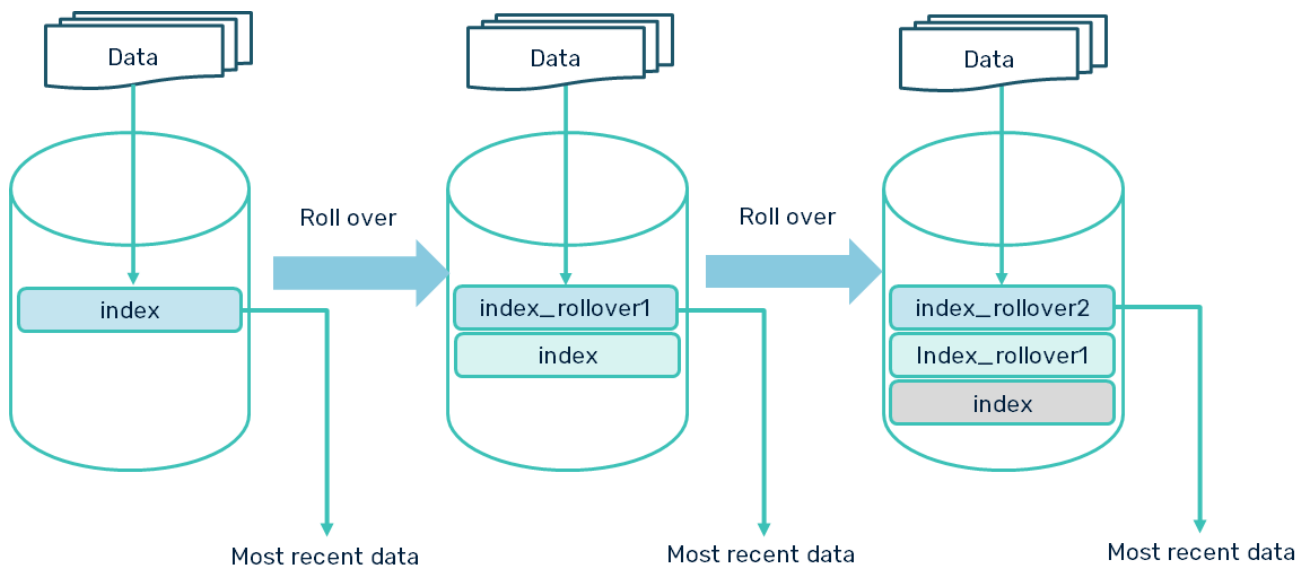 Data
Data
Data
Roll over
Roll over
index
index_rollover1
index_rollover2
index
Index_rollover1
index
Most recent data
Most recent data
Most recent data